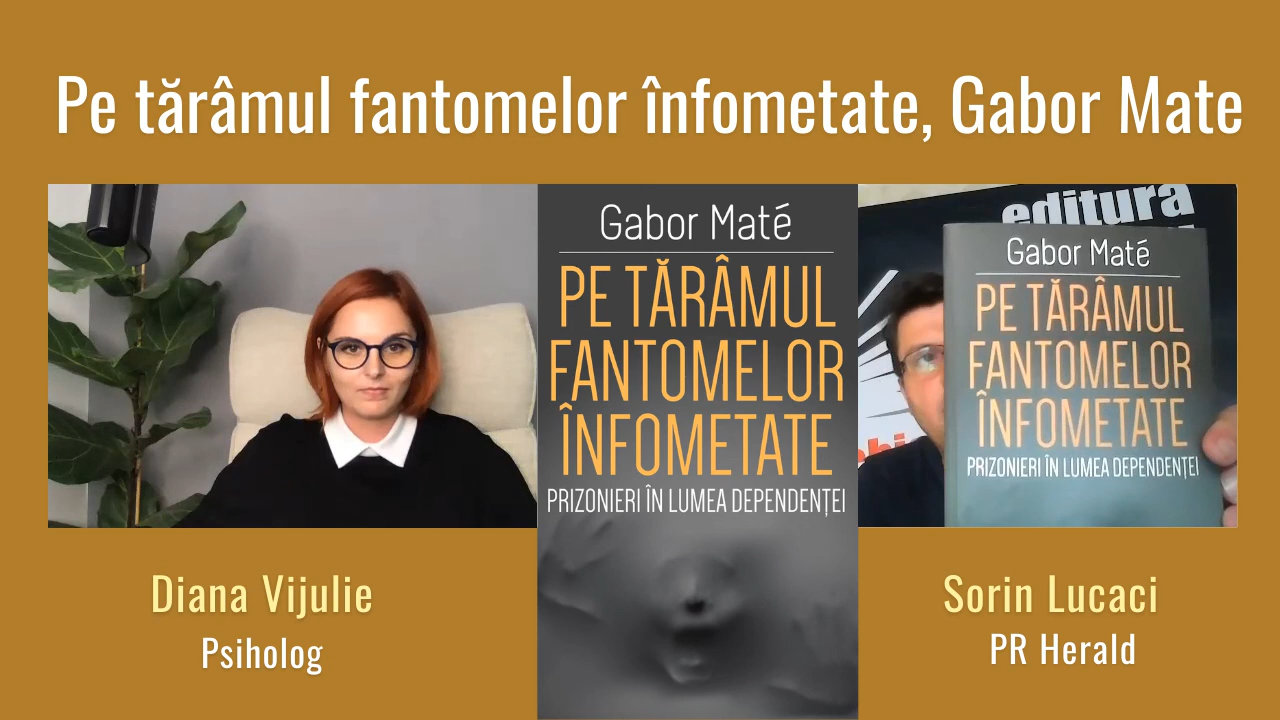 Pe tărâmul fantomelor înfometate, Gabor Mate
Gabor Maté
PE TĂRÂMUL
FANTOMELOR
ÎNFOMETATE
PRIZONIERI ÎN LUMEA DEPENDENȚEI
editura
Gabor Maté
PE TĂRÂMUL
FANTOMELOR
ÎNFOMETATE
PRIZONIERI ÎN LUMEA DEPENDENȚEI
Diana Vijulie
Psiholog
Sorin Lucaci
PR Herald